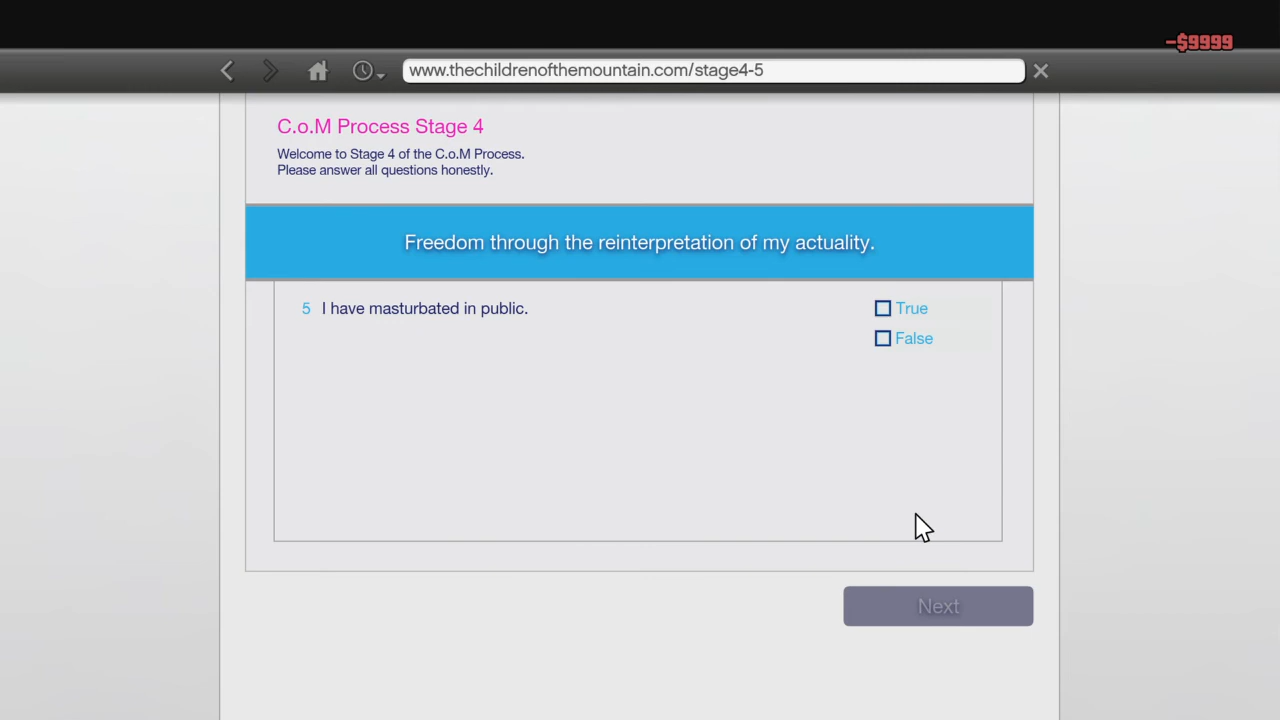 -$9999
www.thechildrenofthemountain.com/stage4-5
C.o.M Process Stage 4
Welcome to Stage 4 of the C.o.M Process.
Please answer all questions honestly.
Freedom through the reinterpretation of my actuality.
5 I have masturbated in public.
True
False
Next